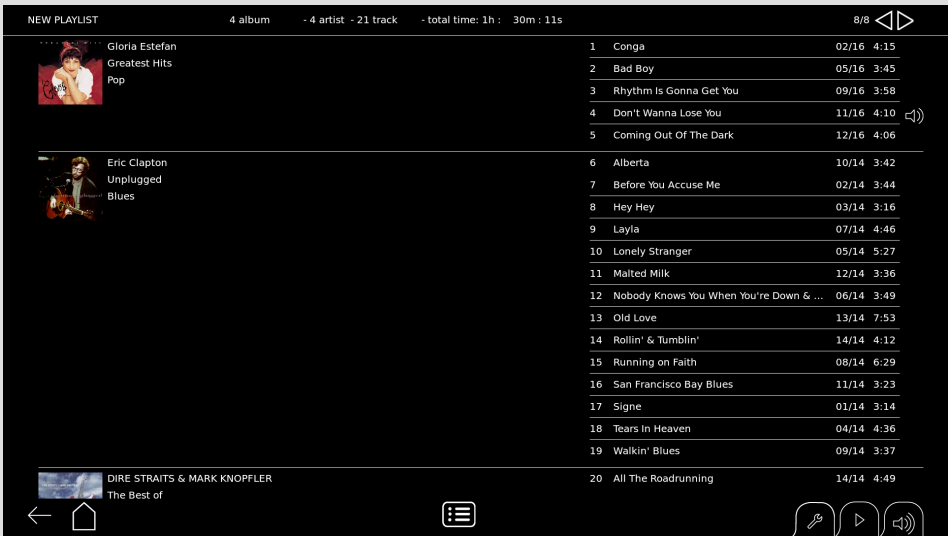 NEW PLAYLIST 4 album - 4 artist - 21 track - total time: 1h : 30m : 11s 8/8
Gloria Estefan
Greatest Hits
Pop
1 Conga 02/16 4:15
2 Bad Boy 05/16 3:45
3 Rhythm Is Gonna Get You 09/16 3:58
4 Don't Wanna Lose You 11/16 4:10
5 Coming Out Of The Dark 12/16 4:06
Eric Clapton
Unplugged
Blues
6 Alberta 10/14 3:42
7 Before You Accuse Me 02/14 3:44
8 Hey Hey 03/14 3:16
9 Layla 07/14 4:46
10 Lonely Stranger 05/14 5:27
11 Malted Milk 12/14 3:36
12 Nobody Knows You When You're Down & ... 06/14 3:49
13 Old Love 13/14 7:53
14 Rollin' & Tumblin' 14/14 4:12
15 Running on Faith 08/14 6:29
16 San Francisco Bay Blues 11/14 3:23
17 Signe 01/14 3:14
18 Tears In Heaven 04/14 4:36
19 Walkin' Blues 09/14 3:37
DIRE STRAITS & MARK KNOPFLER
The Best of
20 All The Roadrunning 14/14 4:49